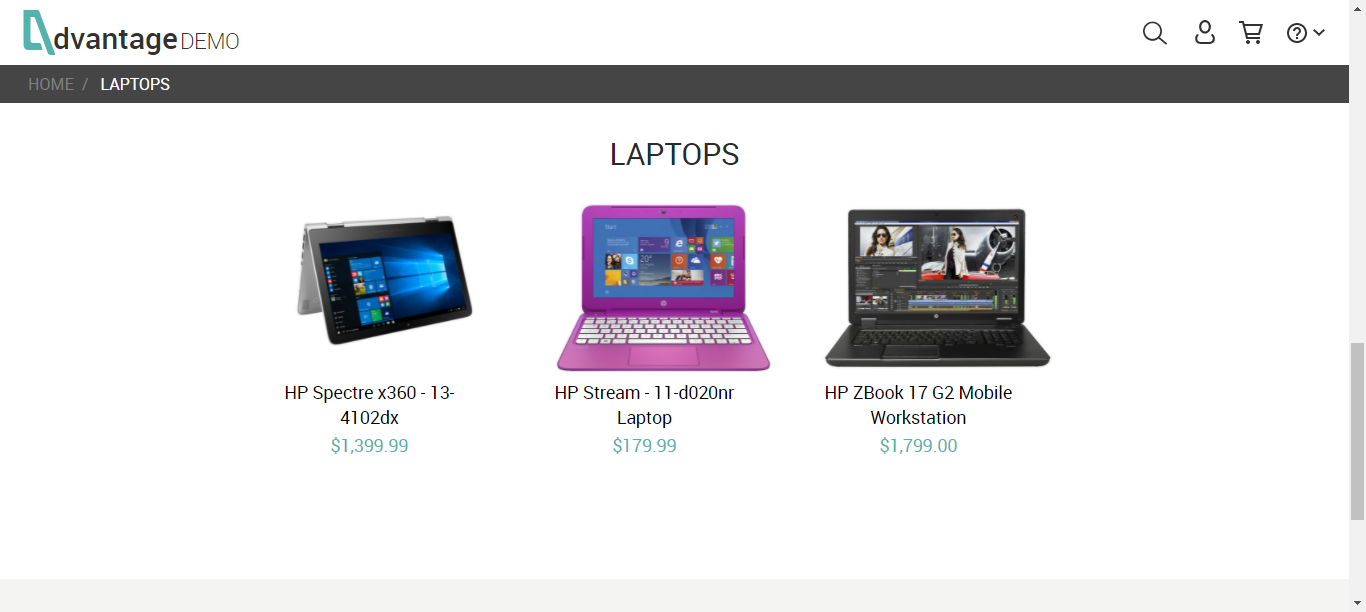 dvantage DEMO
HOME / LAPTOPS
LAPTOPS
Start
HP Spectre x360 - 13-
4102dx
$1,399.99
HP Stream - 11-d020nr
Laptop
$179.99
HP ZBook 17 G2 Mobile
Workstation
$1,799.00